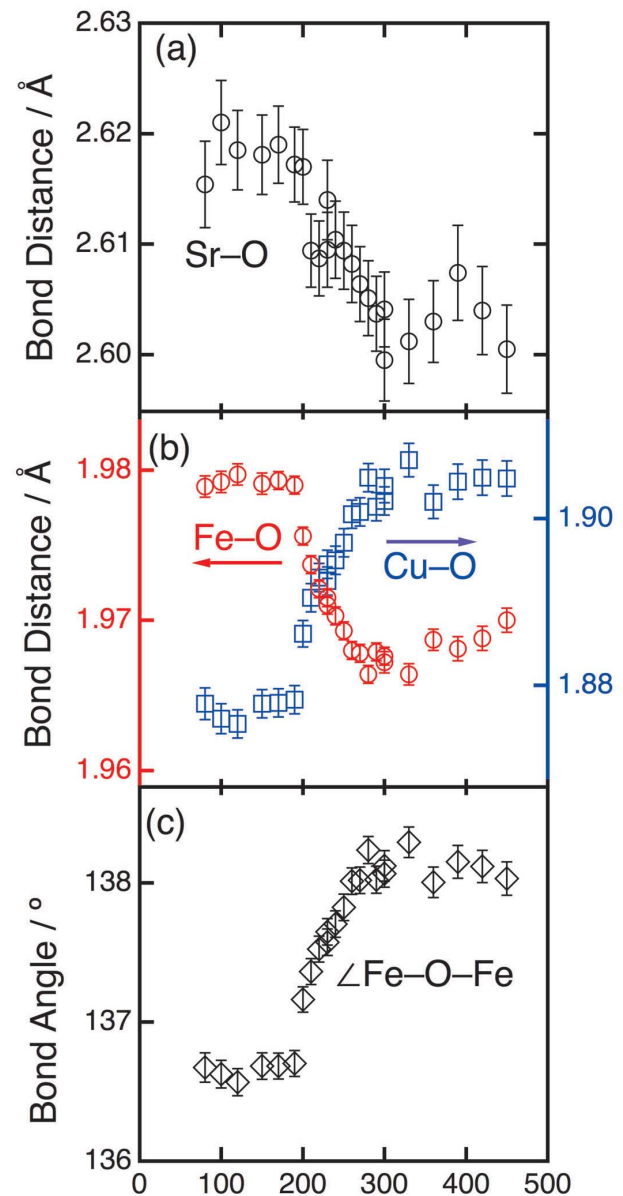 2.63
(a)
2.62
2.61
2.60
Bond Distance / Å
Sr–O
(b)
1.98
1.97
1.96
Bond Distance / Å
Fe–O
Cu–O
1.90
1.88
(c)
138
137
136
Bond Angle / °
∠Fe–O–Fe
0 100 200 300 400 500